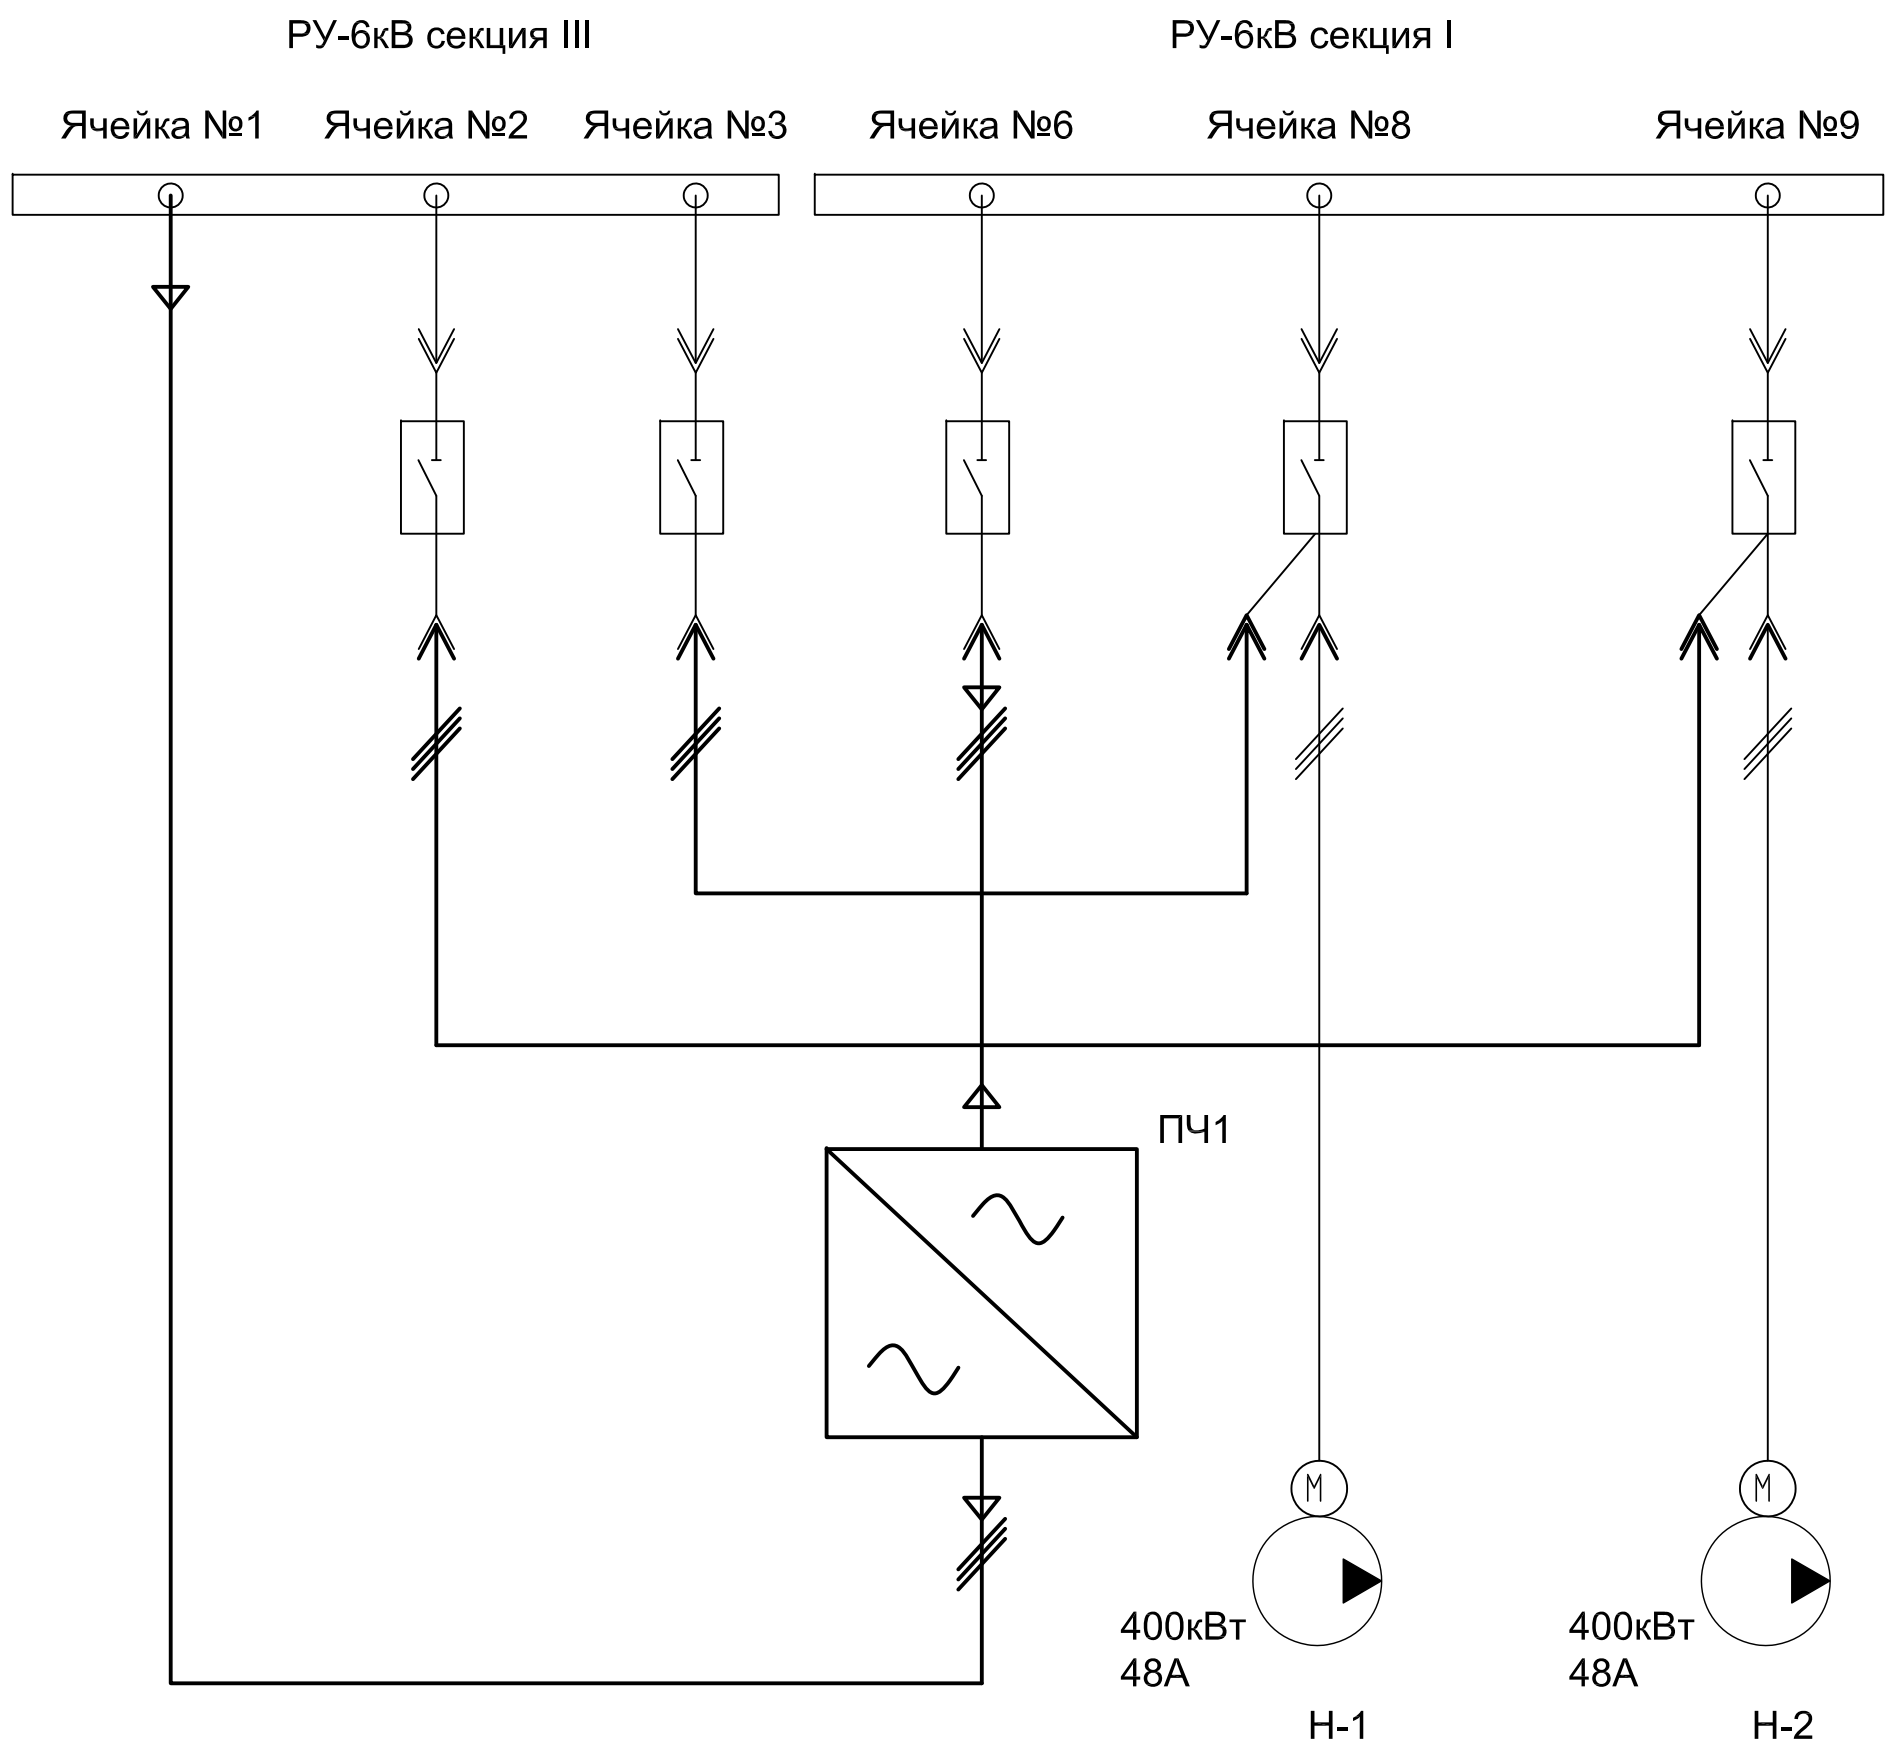 РУ-6кВ секция III
РУ-6кВ секция I
Ячейка №1
Ячейка №2
Ячейка №3
Ячейка №6
Ячейка №8
Ячейка №9
ПЧ1
М
М
400кВт
48А
400кВт
48А
Н-1
Н-2